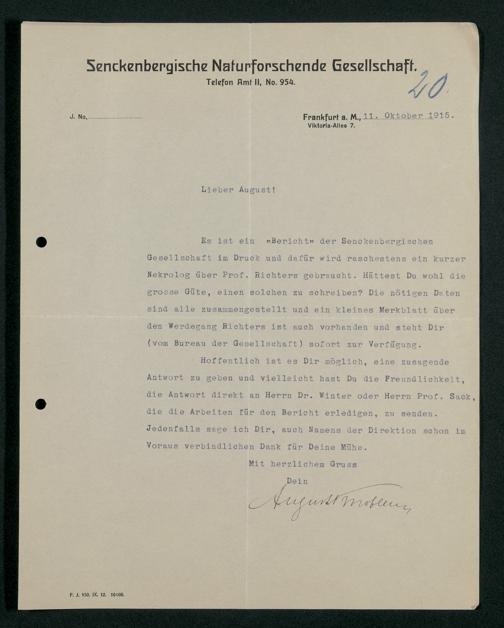 Senckenbergische Naturforschende Gesellschaft.
Telefon Amt II, No. 954.
20.
J. No.
Frankfurt a. M., 11. Oktober 1915.
Viktoria-Allee 7.
Lieber August!
Es ist ein "Bericht" der Senckenbergischen
Gesellschaft im Druck und dafür wird raschestens ein kurzer
Nekrolog über Prof. Richters gebraucht. Hättest Du wohl die
grosse Güte, einen solchen zu schreiben? Die nötigen Daten
sind alle zusammengestellt und ein kleines Merkblatt über
den Werdegang Richters ist auch vorhanden und steht Dir
(vom Bureau der Gesellschaft) sofort zur Verfügung.
Hoffentlich ist es Dir möglich, eine zusagende
Antwort zu geben und vielleicht hast Du die Freundlichkeit,
die Antwort direkt an Herrn Dr. Winter oder Herrn Prof. Sack,
die die Arbeiten für den Bericht erledigen, zu senden.
Jedenfalls sage ich Dir, auch Namens der Direktion schon im
Voraus verbindlichen Dank für Deine Mühe.
Mit herzlichem Gruss
Dein
August